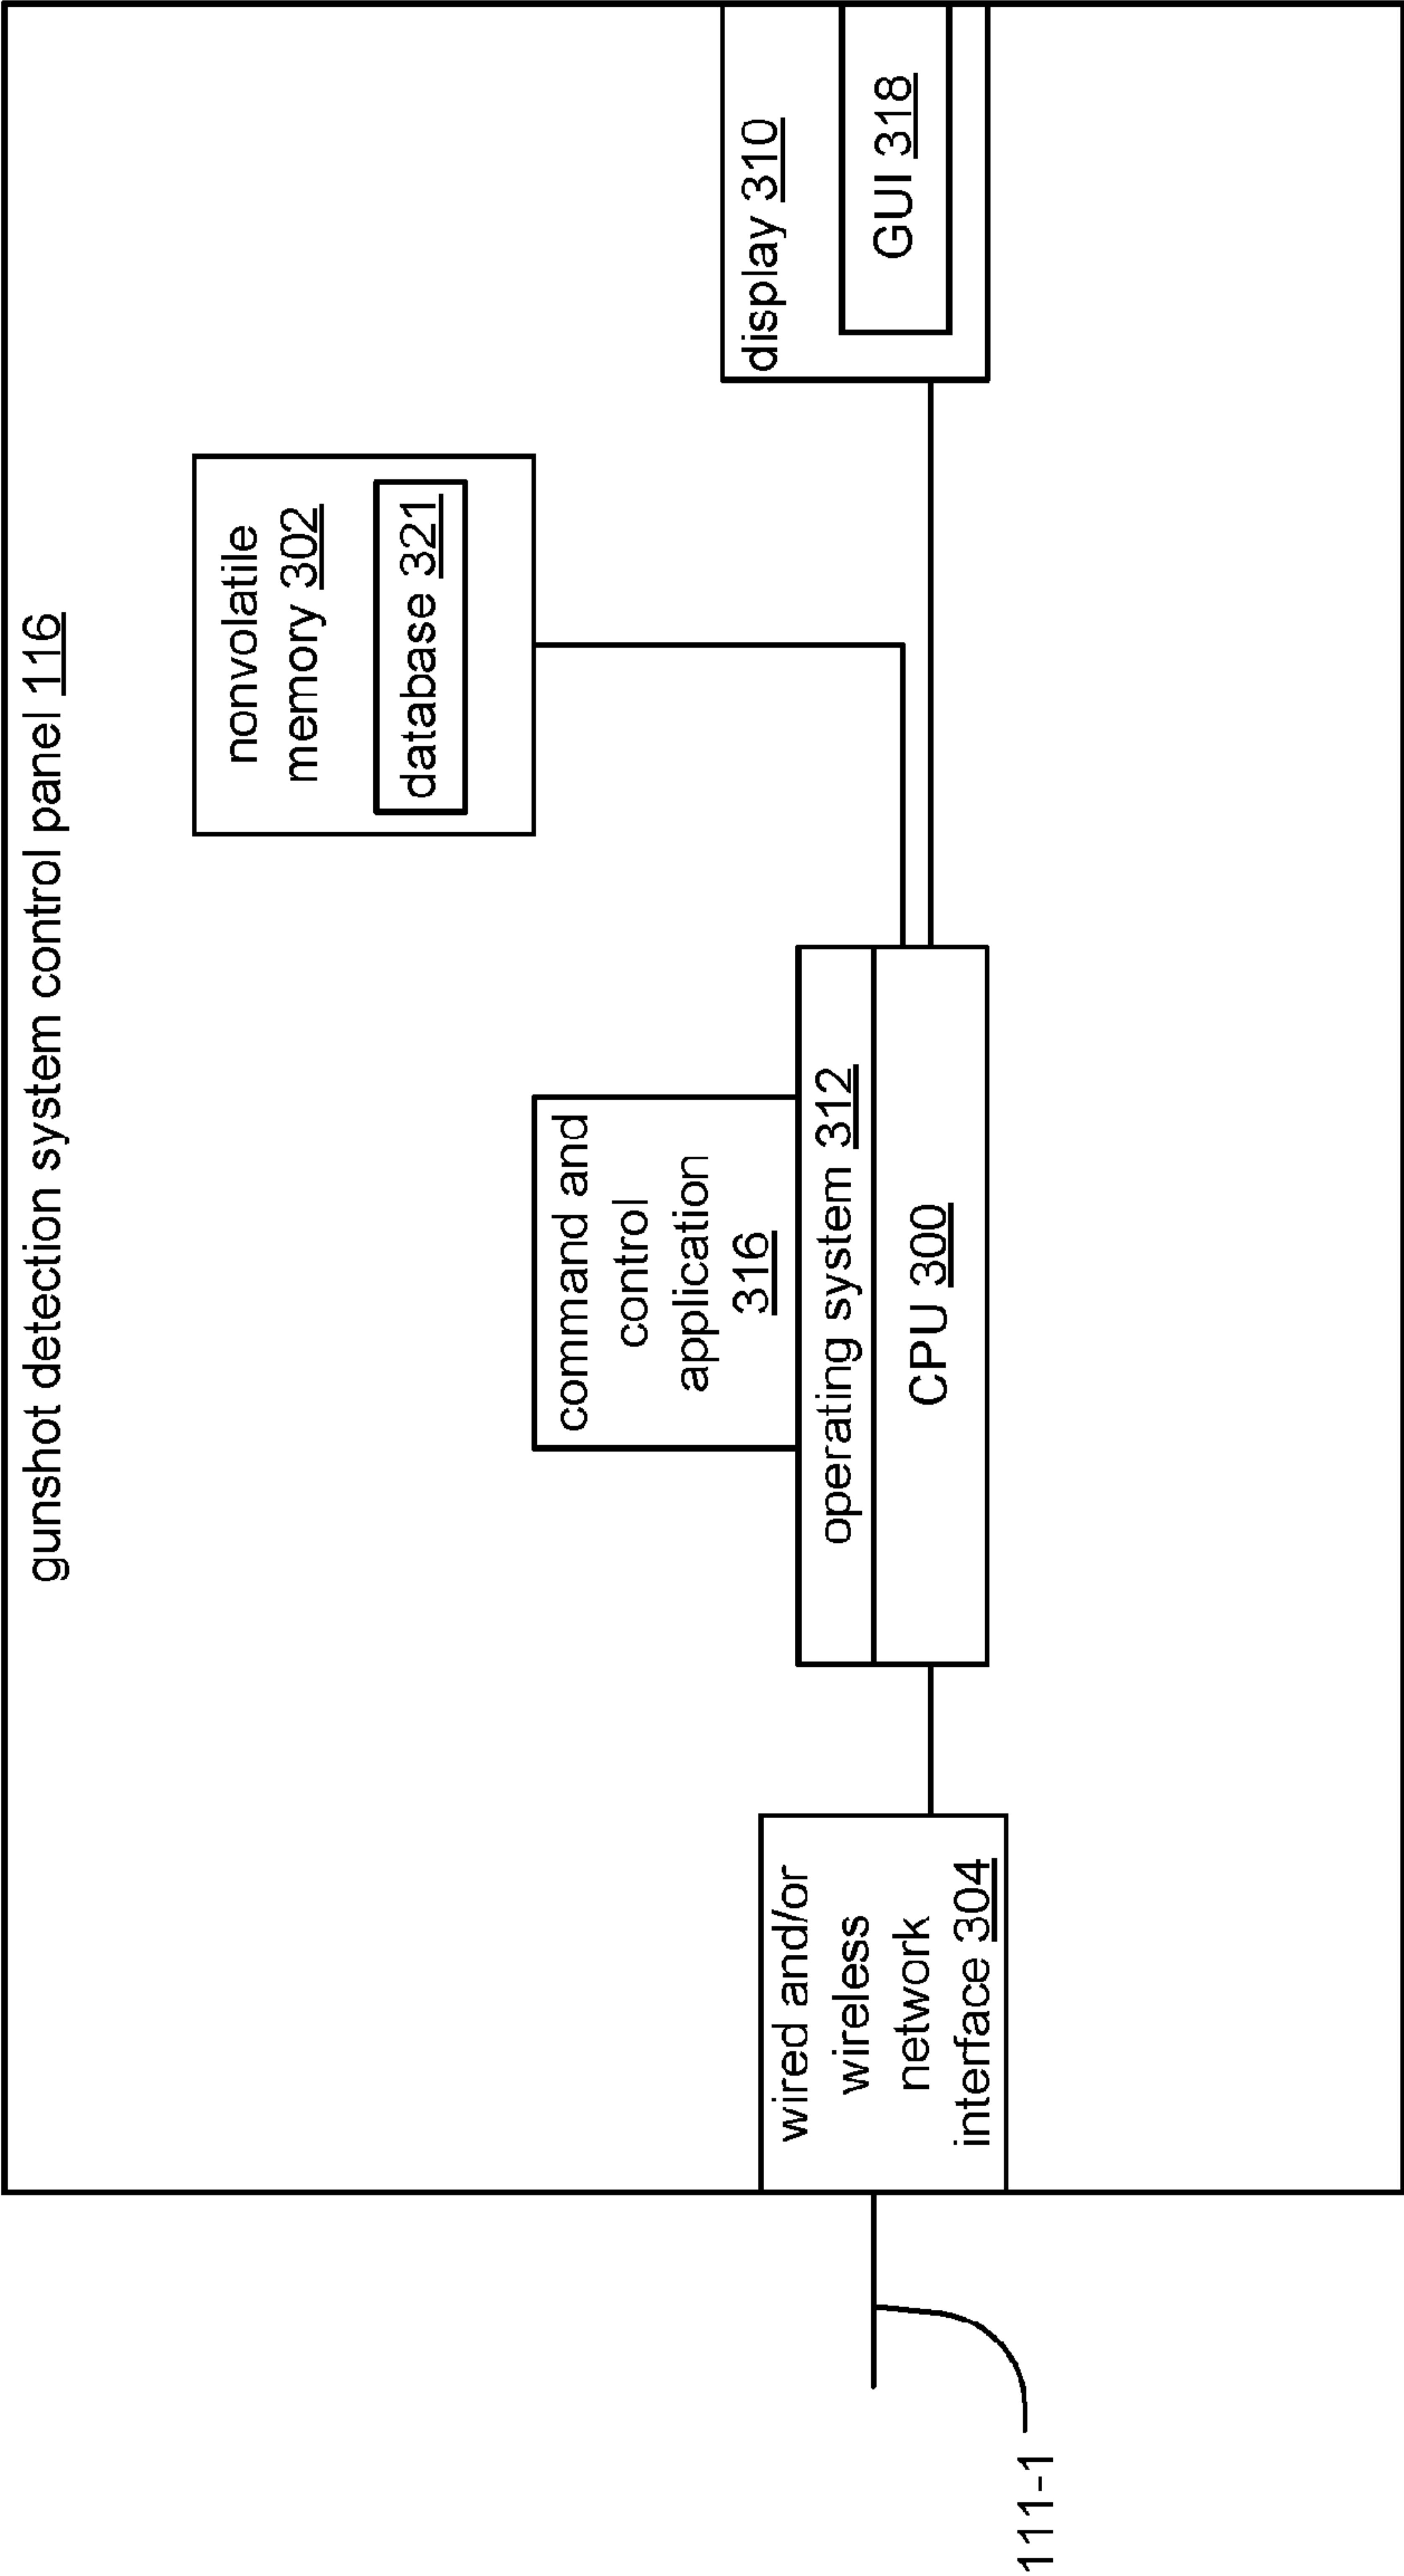 gunshot detection system control panel 116
nonvolatile
memory 302
database 321
command and
control
application
316
display 310
GUI 318
operating system 312
CPU 300
wired and/or
wireless
network
interface 304
111-1